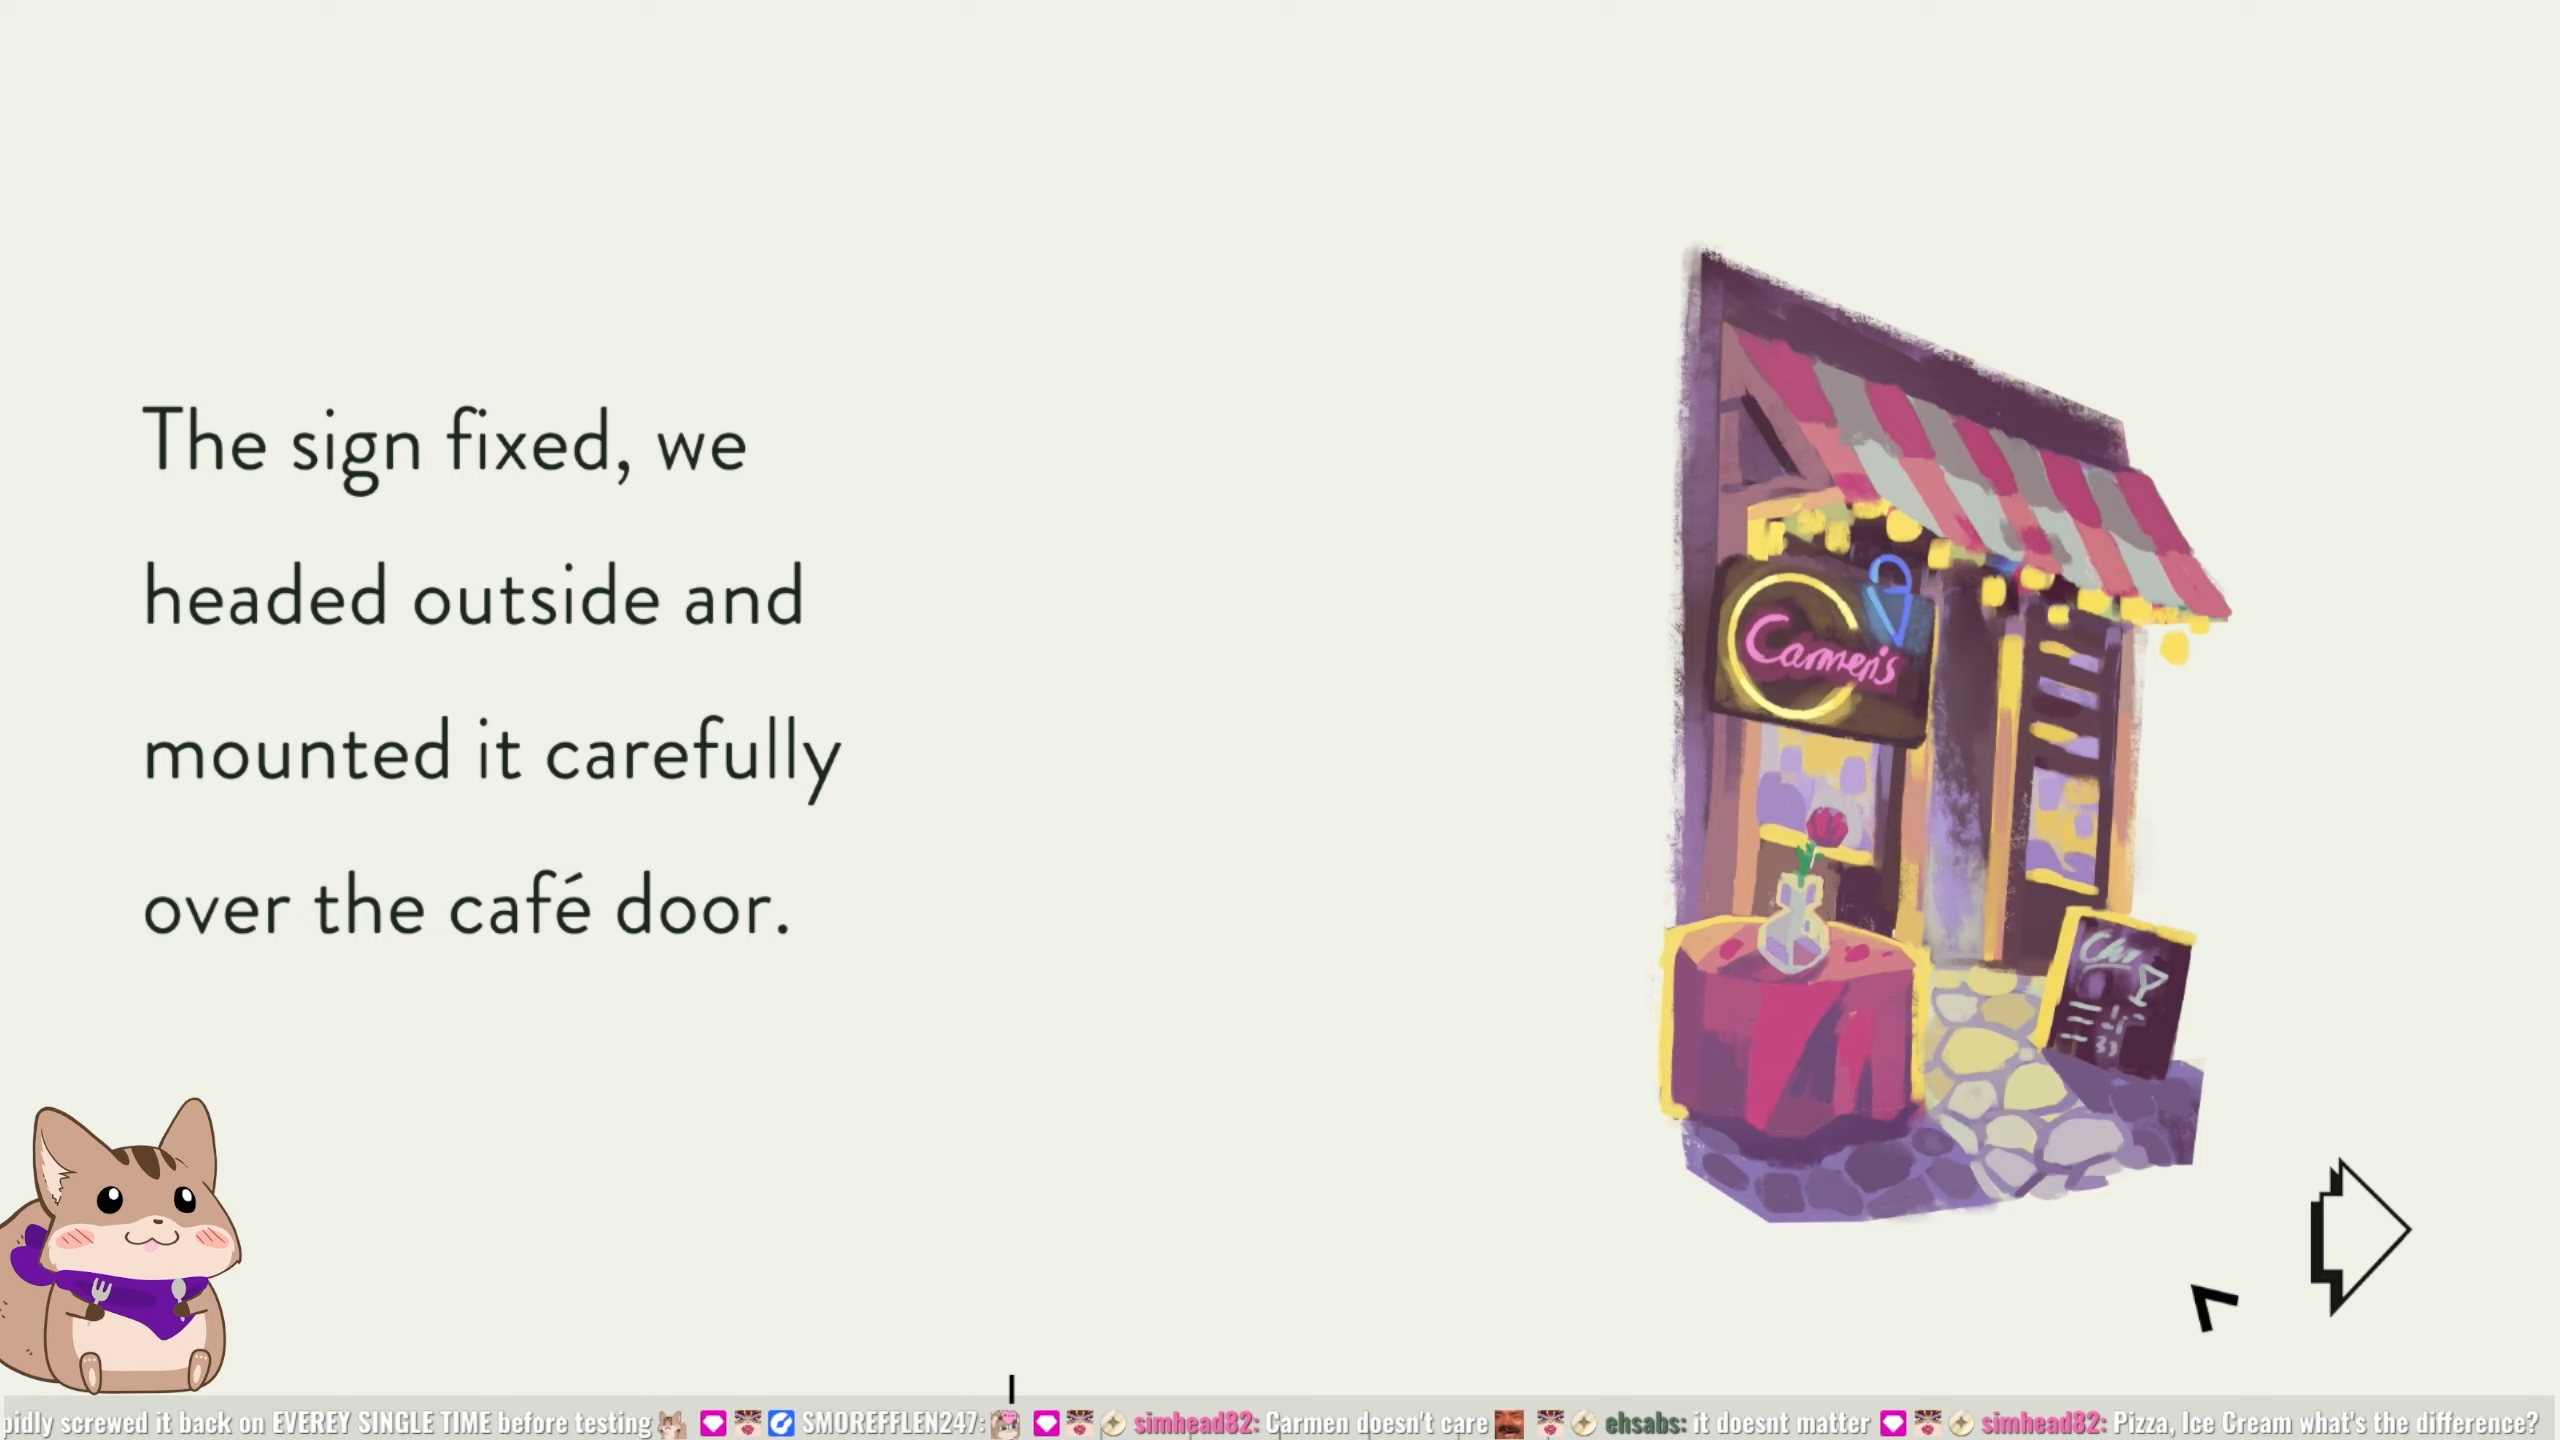 The sign fixed, we
headed outside and
mounted it carefully
over the café door.
Carmen's
pidly screwed it back on EVEREY SINGLE TIME before testing SMOREFFLEN247: simhead82: Carmen doesn't care ehsabs: it doesnt matter simhead82: Pizza, Ice Cream what's the difference?